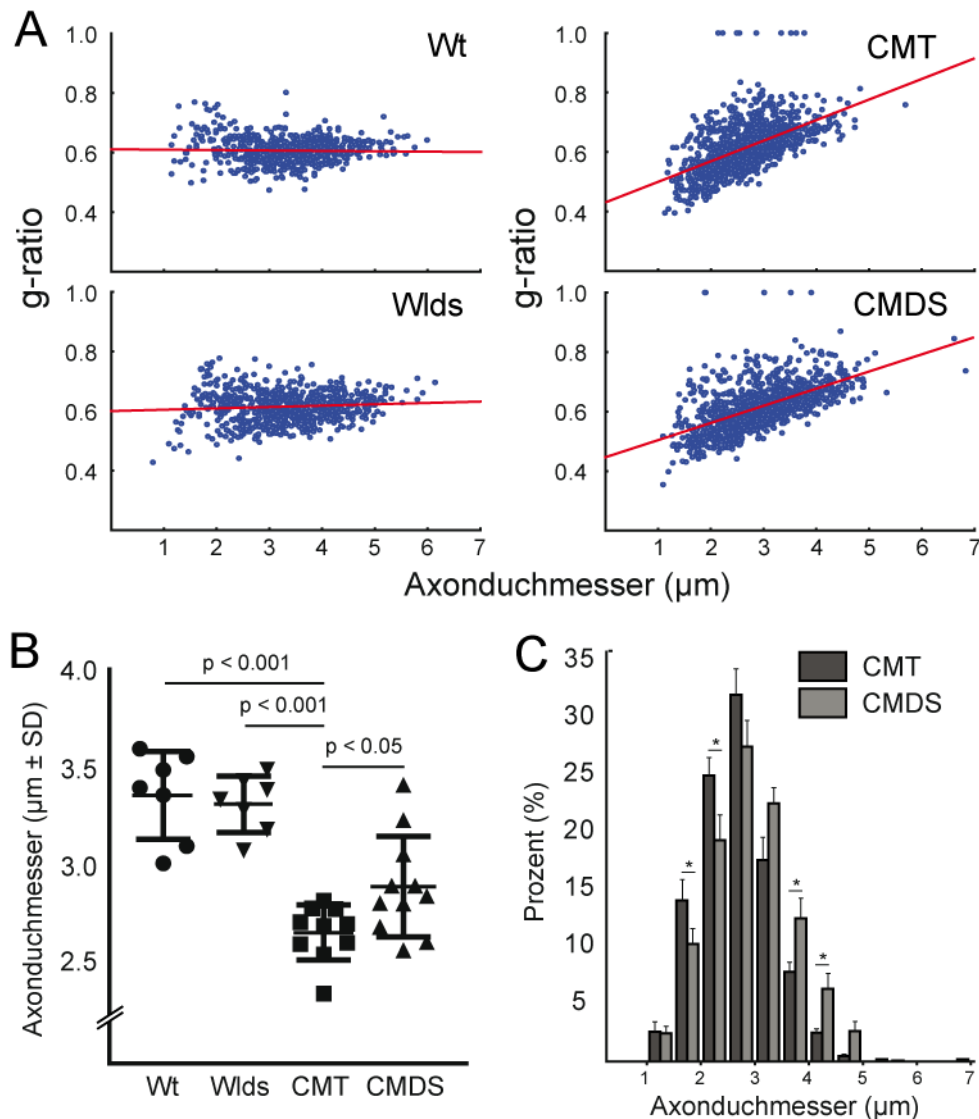 A
Wt
1.0
0.8
0.6
0.4
g-ratio
CMT
1.0
0.8
0.6
0.4
g-ratio
Wlds
1.0
0.8
0.6
0.4
g-ratio
1 2 3 4 5 6 7
CMDS
1.0
0.8
0.6
0.4
g-ratio
1 2 3 4 5 6 7
Axonduchmesser (µm)
B
p < 0.001
p < 0.001
p < 0.05
4.0
3.5
3.0
2.5
Axonduchmesser (µm ± SD)
Wt Wlds CMT CMDS
C
CMT
CMDS
35
30
25
20
15
10
5
Prozent (%)
* * * *
1 2 3 4 5 6 7
Axonduchmesser (µm)